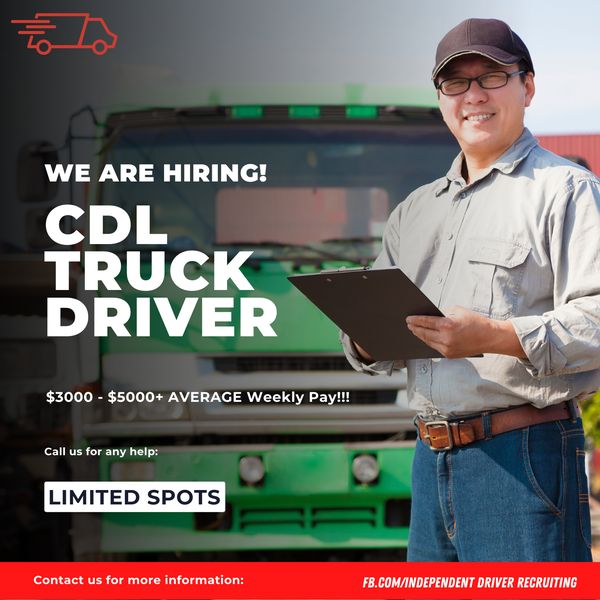 WE ARE HIRING!
CDL
TRUCK
DRIVER
$3000 - $5000+ AVERAGE Weekly Pay!!!
Call us for any help:
LIMITED SPOTS
Contact us for more information:
FB.COM/INDEPENDENT DRIVER RECRUITING